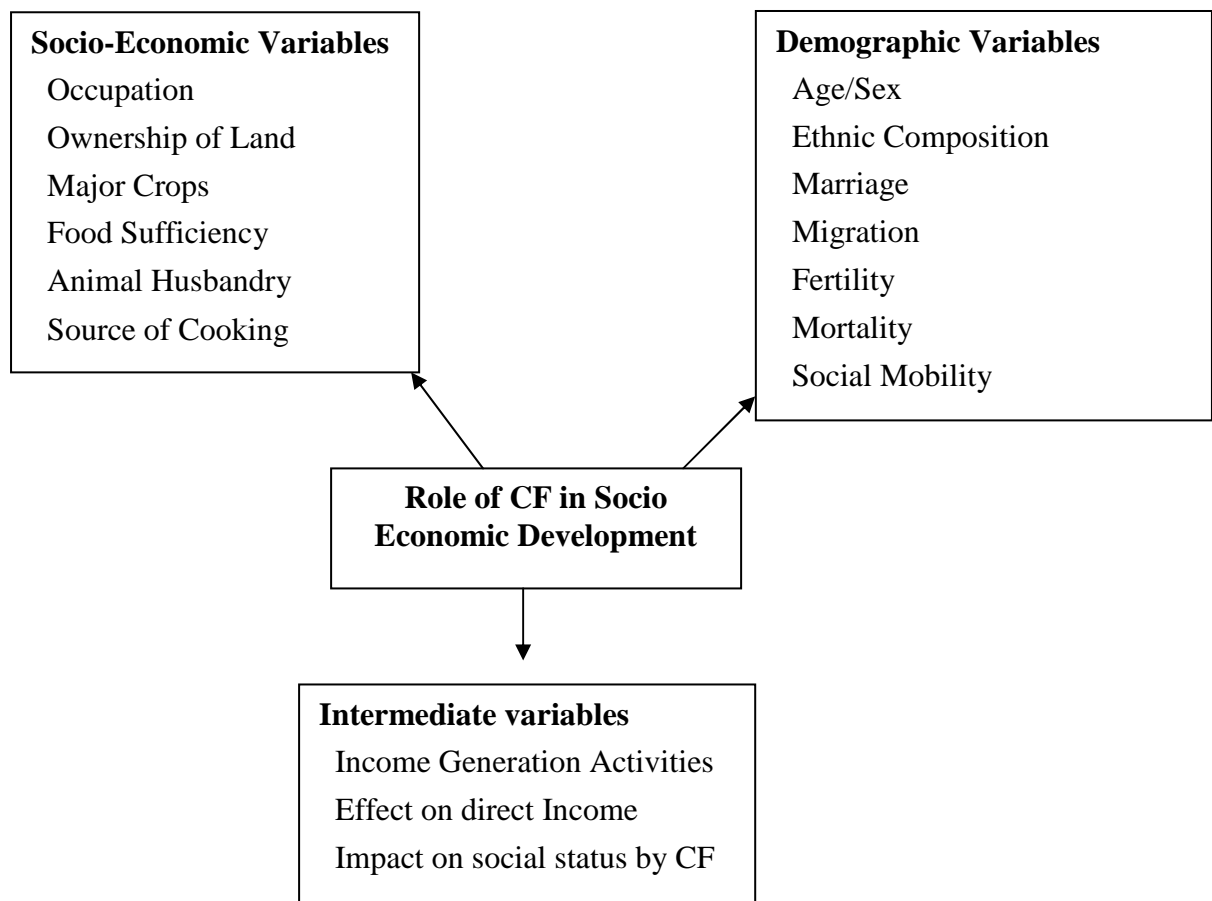 Socio-Economic Variables
Occupation
Ownership of Land
Major Crops
Food Sufficiency
Animal Husbandry
Source of Cooking
Demographic Variables
Age/Sex
Ethnic Composition
Marriage
Migration
Fertility
Mortality
Social Mobility
Role of CF in Socio
Economic Development
Intermediate variables
Income Generation Activities
Effect on direct Income
Impact on social status by CF